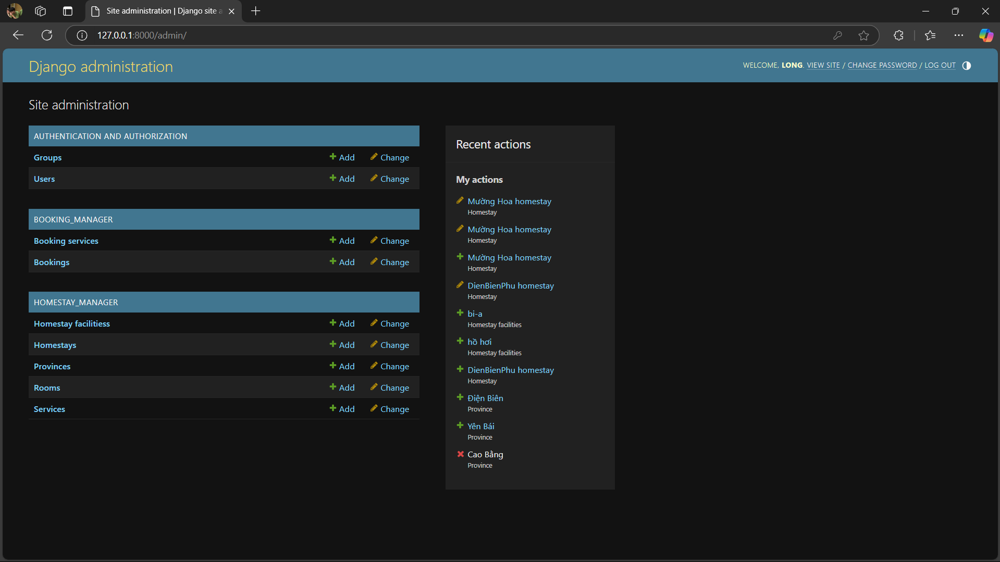 Site administration | Django site a
127.0.0.1:8000/admin/
Django administration
WELCOME, LONG. VIEW SITE / CHANGE PASSWORD / LOG OUT
Site administration
AUTHENTICATION AND AUTHORIZATION
Groups Add Change
Users Add Change
BOOKING_MANAGER
Booking services Add Change
Bookings Add Change
HOMESTAY_MANAGER
Homestay facilitiess Add Change
Homestays Add Change
Provinces Add Change
Rooms Add Change
Services Add Change
Recent actions
My actions
Mường Hoa homestay
Homestay
Mường Hoa homestay
Homestay
Mường Hoa homestay
Homestay
DienBienPhu homestay
Homestay
bi-a
Homestay facilities
hồ hơi
Homestay facilities
DienBienPhu homestay
Homestay
Điện Biên
Province
Yên Bái
Province
Cao Bằng
Province